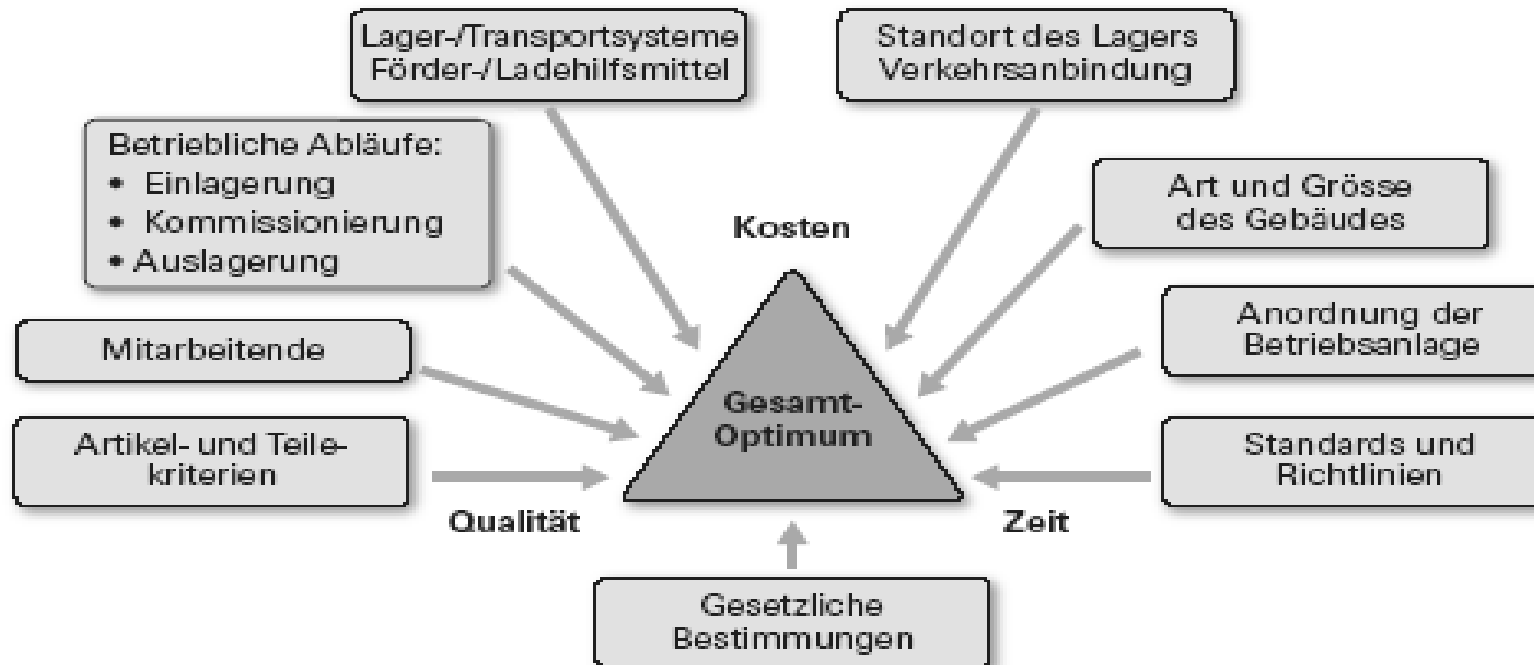 Lager-/Transportsysteme
Förder-/Ladehilfsmittel
Standort des Lagers
Verkehrsanbindung
Betriebliche Abläufe:
• Einlagerung
• Kommissionierung
• Auslagerung
Art und Grösse
des Gebäudes
Kosten
Mitarbeitende
Anordnung der
Betriebsanlage
Gesamt-
Optimum
Artikel- und Teile-
kriterien
Standards und
Richtlinien
Qualität
Zeit
Gesetzliche
Bestimmungen